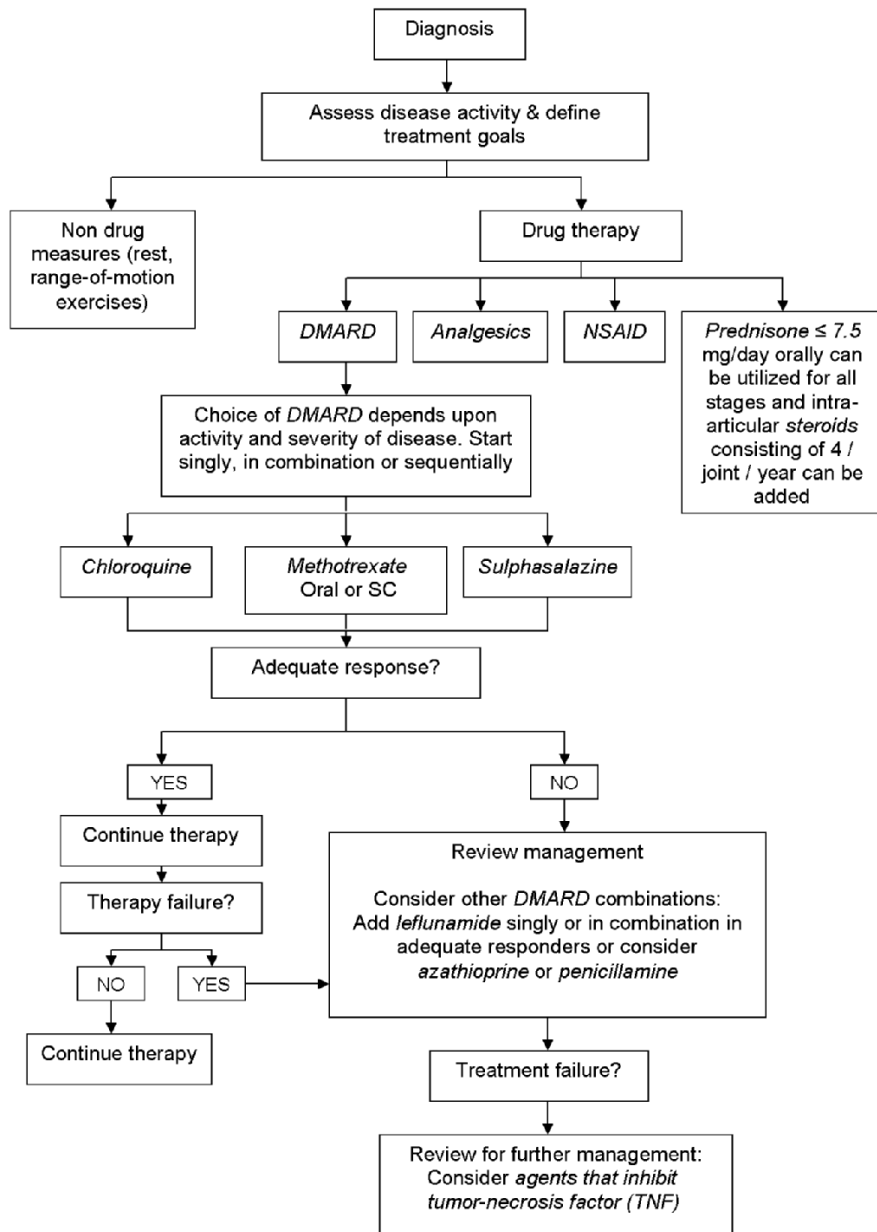 Diagnosis
Assess disease activity & define
treatment goals
Non drug
measures (rest,
range-of-motion
exercises)
Drug therapy
DMARD
Analgesics
NSAID
Prednisone ≤ 7.5
mg/day orally can
be utilized for all
stages and intra-
articular steroids
consisting of 4 /
joint / year can be
added
Choice of DMARD depends upon
activity and severity of disease. Start
singly, in combination or sequentially
Chloroquine
Methotrexate
Oral or SC
Sulphasalazine
Adequate response?
YES
NO
Continue therapy
Therapy failure?
NO
YES
Continue therapy
Review management
Consider other DMARD combinations:
Add leflunamide singly or in combination in
adequate responders or consider
azathioprine or penicillamine
Treatment failure?
Review for further management:
Consider agents that inhibit
tumor-necrosis factor (TNF)